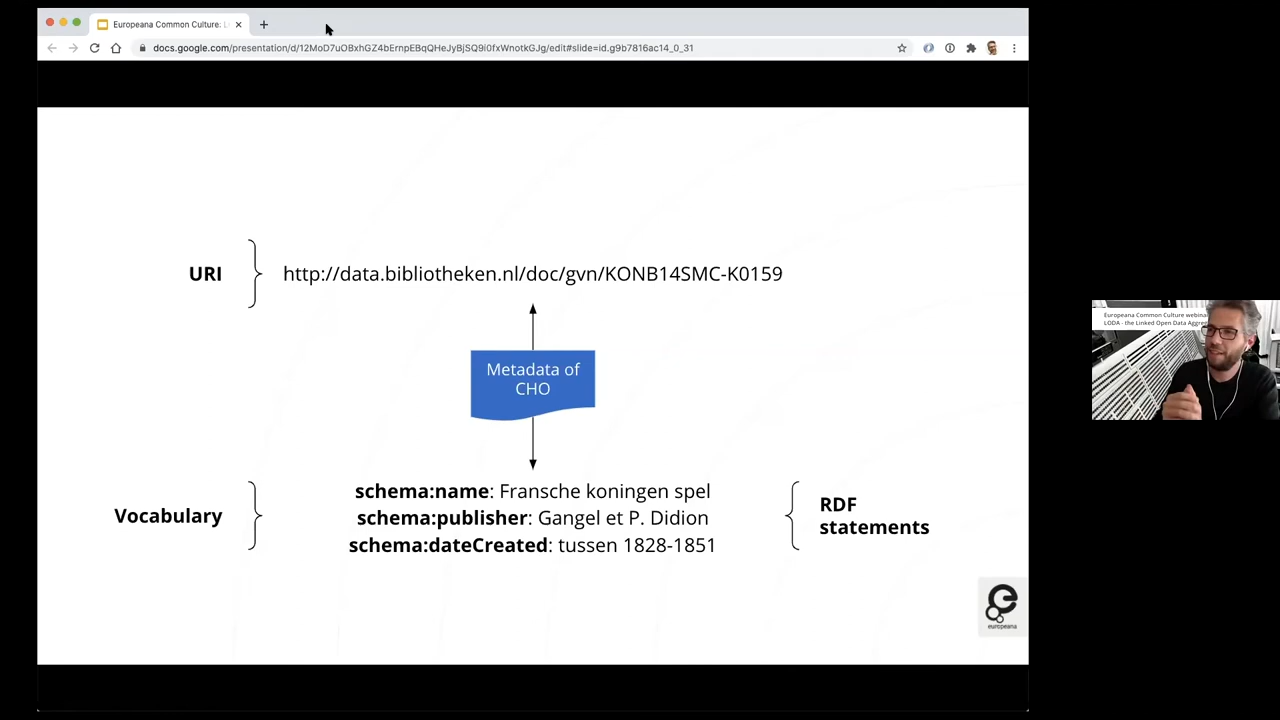 Europeana Common Culture: L
docs.google.com/presentation/d/12MoD7uOBxhGZ4bErnpEBqQHeJyBjSQ9i0fxWnotkGJg/edit#slide=id.g9b7816ac14_0_31
URI
http://data.bibliotheken.nl/doc/gvn/KONB14SMC-K0159
Metadata of
CHO
Vocabulary
schema:name: Fransche koningen spel
schema:publisher: Gangel et P. Didion
schema:dateCreated: tussen 1828-1851
RDF
statements
europeana
Europeana Common Culture webina
LODA - the Linked Open Data Aggre